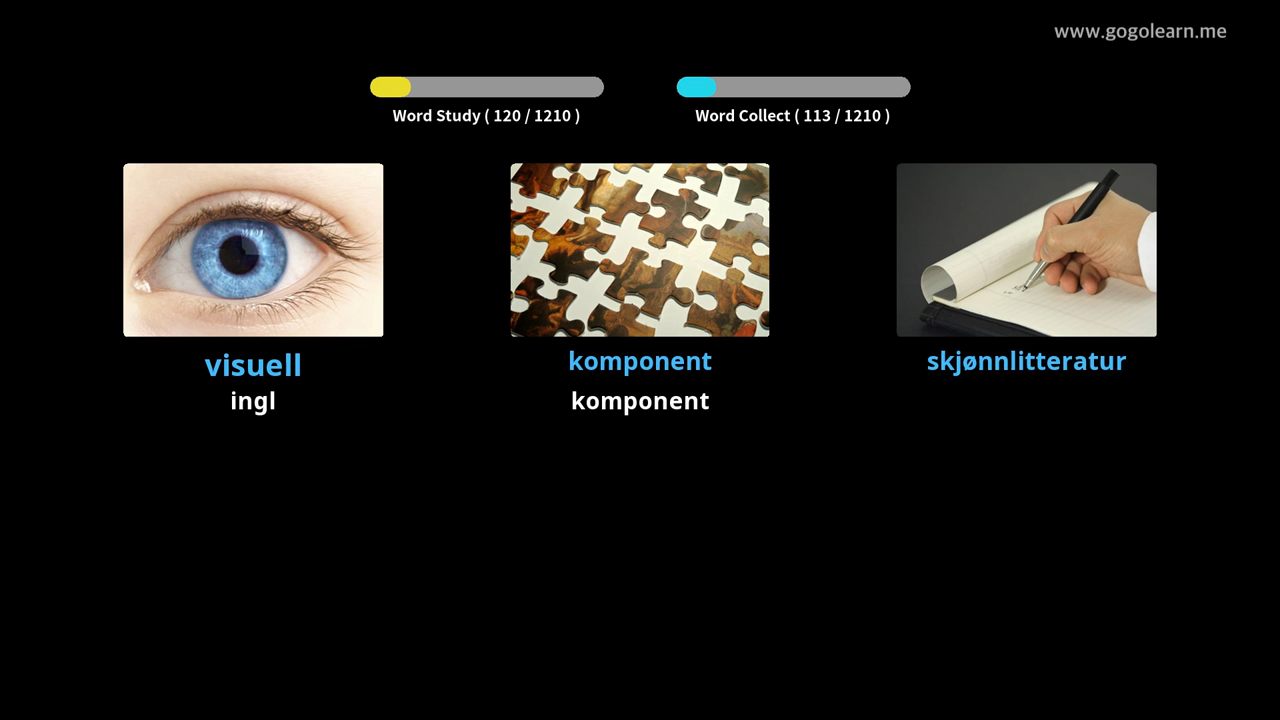 www.gogolearn.me
Word Study ( 120 / 1210 )
Word Collect ( 113 / 1210 )
visuell
komponent
skjønnlitteratur
ingl
komponent